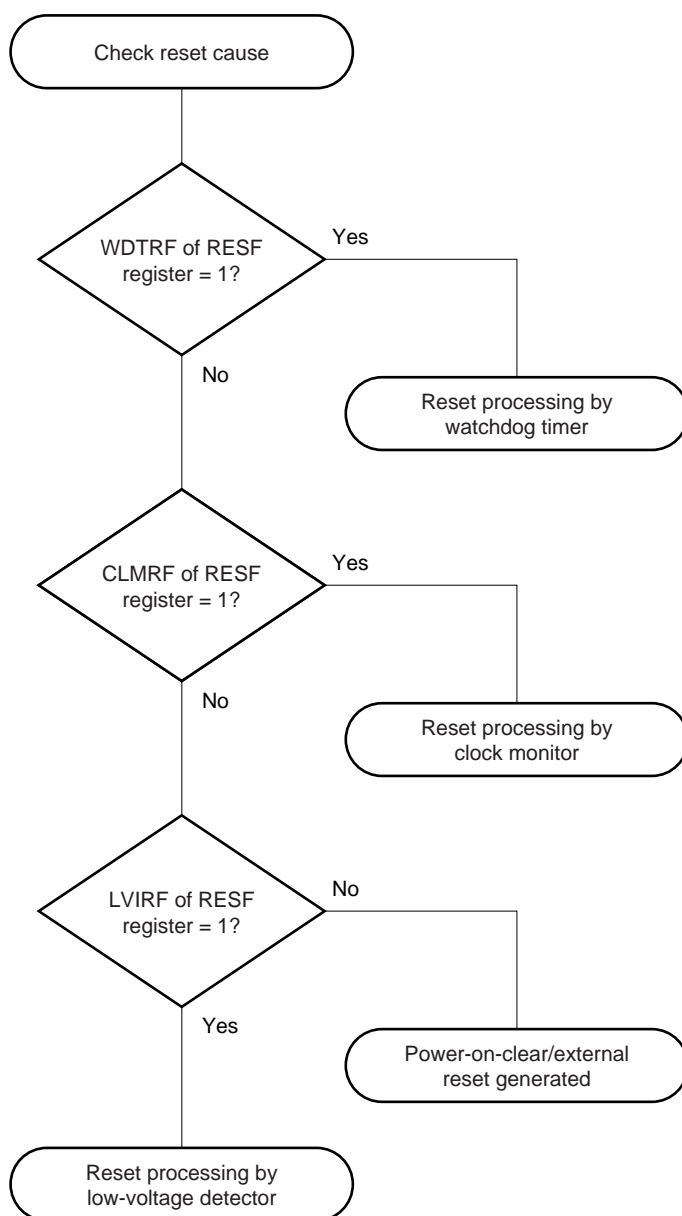 Check reset cause
WDTRF of RESF
register = 1?
Yes
No
Reset processing by
watchdog timer
CLMRF of RESF
register = 1?
Yes
No
Reset processing by
clock monitor
LVIRF of RESF
register = 1?
No
Yes
Power-on-clear/external
reset generated
Reset processing by
low-voltage detector